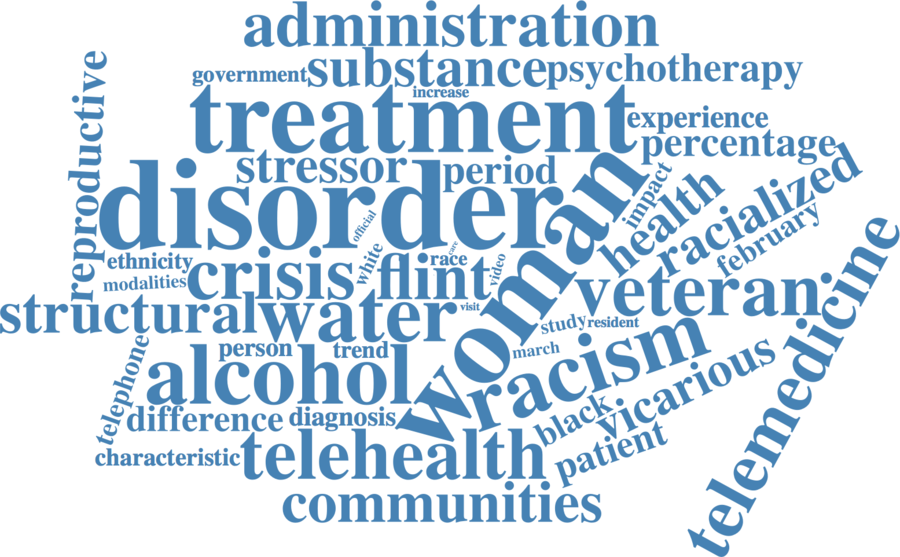 administration
government
substance
psychotherapy
increase
reproductive
treatment
experience
percentage
stressor
period
impact
disorder
woman
health
racialized
official
february
ethnicity
white
race
care
modalities
crisis
flint
video
veteran
telemedicine
structural
water
visit
study
resident
telephone
person
trend
march
racism
alcohol
vicarious
difference
diagnosis
black
characteristic
telehealth
patient
communities